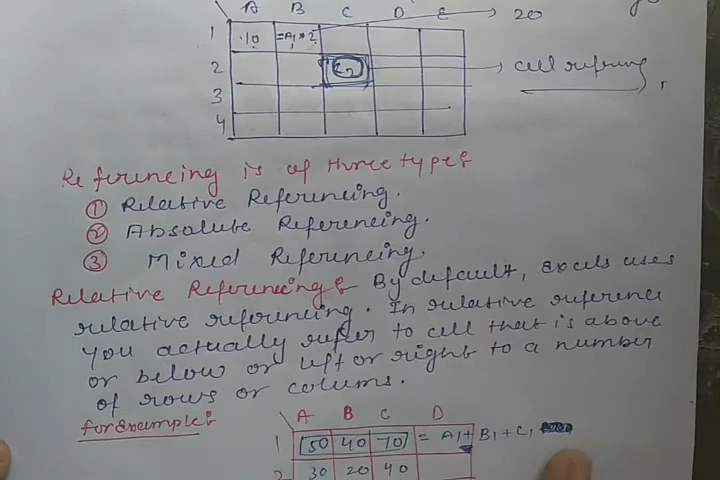 A B C D E → 20
1 10 =A1*2
2 C2 → cell refrining
3
4
Referencing is of three types
① Relative Referencing.
② Absolute Referencing.
③ Mixed Referencing,
Relative Referencing: By default, excels uses
relative referencing. In relative reference
you actually refer to cell that is above
or below or left or right to a number
of rows or colums.
for Example:
A B C D
1 50 40 70 = A1+B1+C1
2 30 20 40